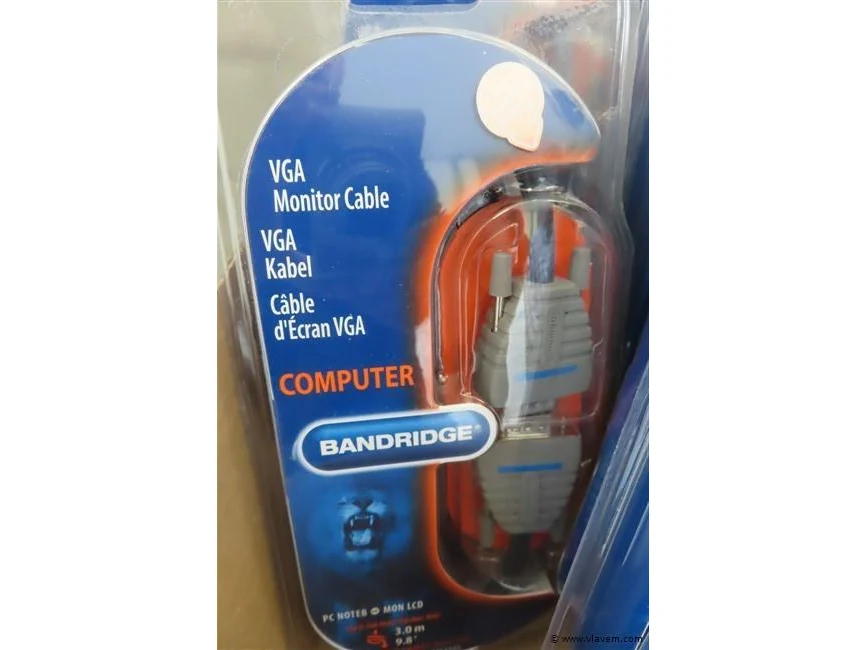 VGA
Monitor Cable
VGA
Kabel
Câble
d'Écran VGA
COMPUTER
BANDRIDGE®
PC NOTEB MON LCD
3.0 m
9.8'
© www.vlavem.com